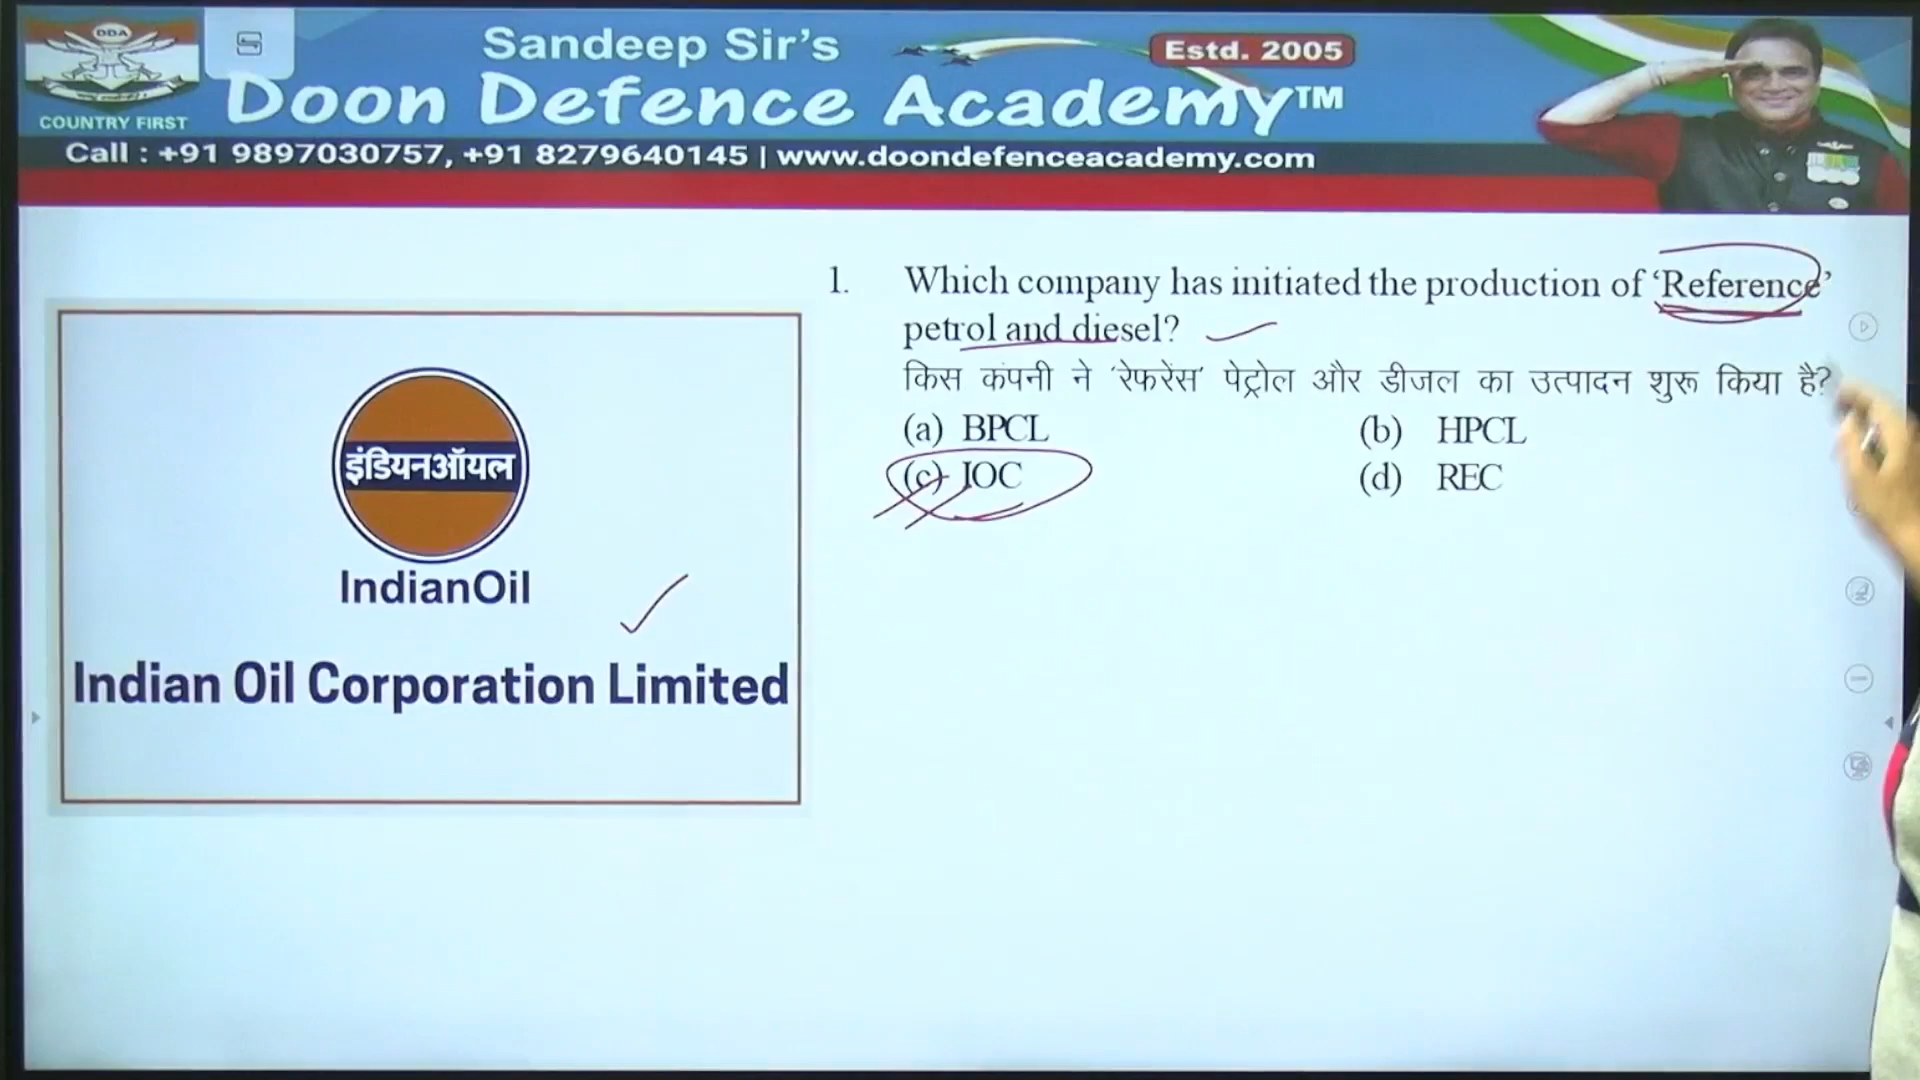 DDA
COUNTRY FIRST
Sandeep Sir's
Estd. 2005
Doon Defence Academy™
Call : +91 9897030757, +91 8279640145 | www.doondefenceacademy.com
1. Which company has initiated the production of ‘Reference’
petrol and diesel?
किस कंपनी ने ‘रेफरेंस’ पेट्रोल और डीजल का उत्पादन शुरू किया है?
(a) BPCL (b) HPCL
(c) IOC (d) REC
इंडियनऑयल
IndianOil
Indian Oil Corporation Limited